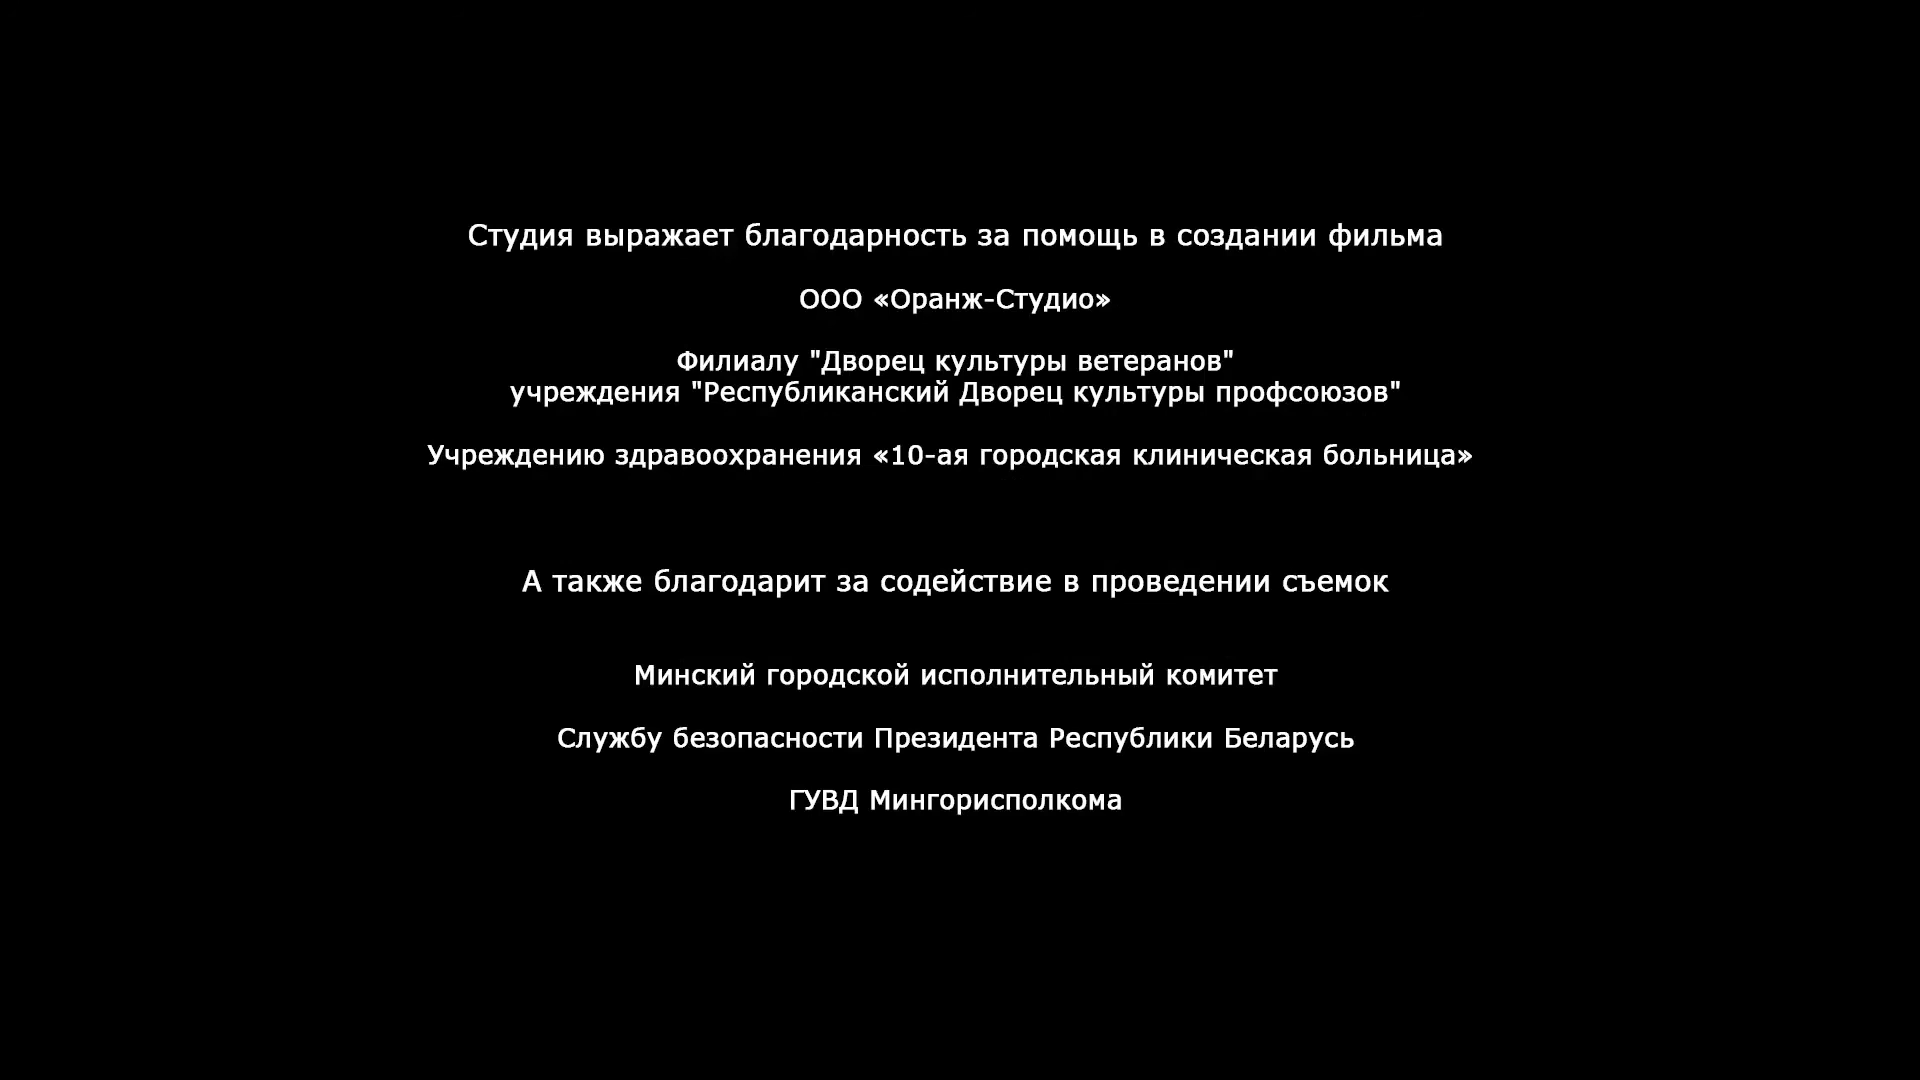 Студия выражает благодарность за помощь в создании фильма
ООО «Оранж-Студио»
Филиалу "Дворец культуры ветеранов"
учреждения "Республиканский Дворец культуры профсоюзов"
Учреждению здравоохранения «10-ая городская клиническая больница»
А также благодарит за содействие в проведении съемок
Минский городской исполнительный комитет
Службу безопасности Президента Республики Беларусь
ГУВД Мингорисполкома